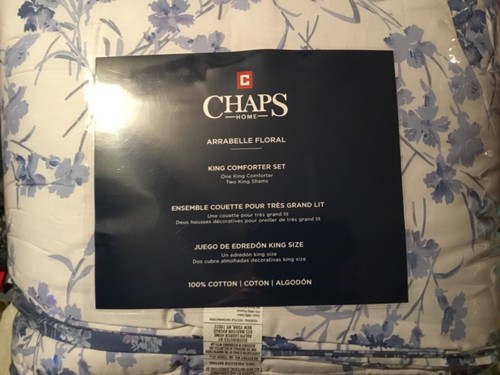 C
CHAPS
HOME
ARRABELLE FLORAL
KING COMFORTER SET
One King Comforter
Two King Shams
ENSEMBLE COUETTE POUR TRÈS GRAND LIT
Une couette pour très grand lit
Deux housses décoratives pour oreiller de très grand lit
JUEGO DE EDREDÓN KING SIZE
Un edredón king size
Dos cubre almohadas decorativas king size
100% COTTON | COTON | ALGODÓN